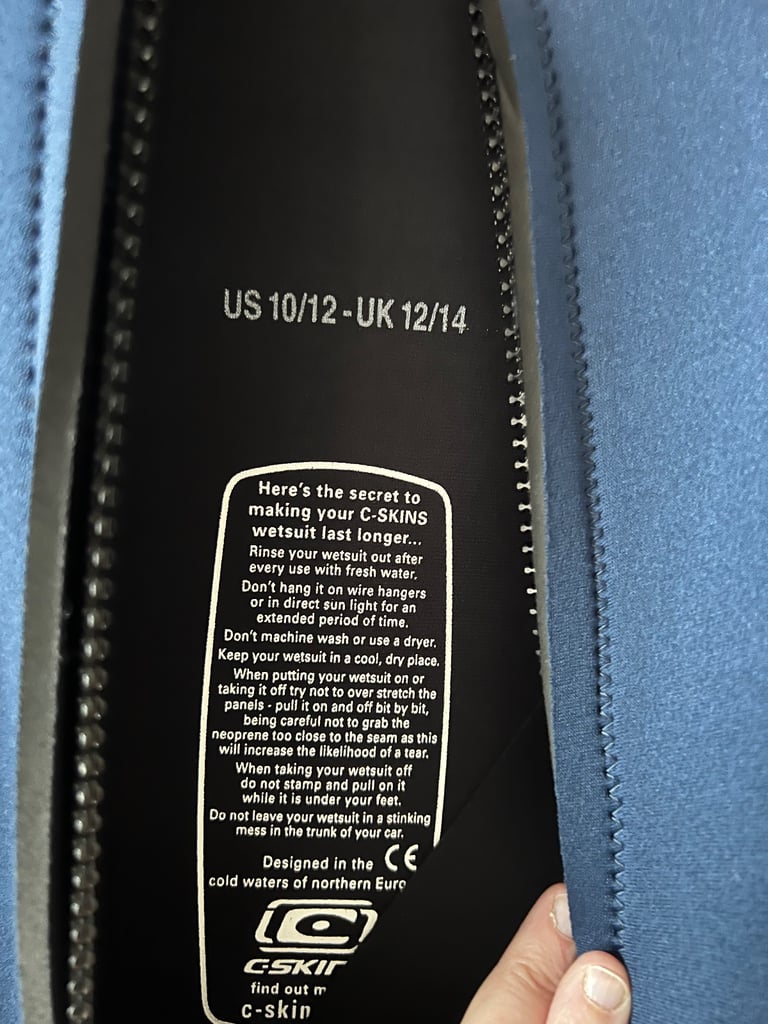 US 10/12 - UK 12/14
Here's the secret to
making your C-SKINS
wetsuit last longer...
Rinse your wetsuit out after
every use with fresh water.
Don't hang it on wire hangers
or in direct sun light for an
extended period of time.
Don't machine wash or use a dryer.
Keep your wetsuit in a cool, dry place.
When putting your wetsuit on or
taking it off try not to over stretch the
panels - pull it on and off bit by bit,
being careful not to grab the
neoprene too close to the seam as this
will increase the likelihood of a tear.
When taking your wetsuit off
do not stamp and pull on it
while it is under your feet.
Do not leave your wetsuit in a stinking
mess in the trunk of your car.
Designed in the CE
cold waters of northern Euro
C-SKIN
find out m
c-skin